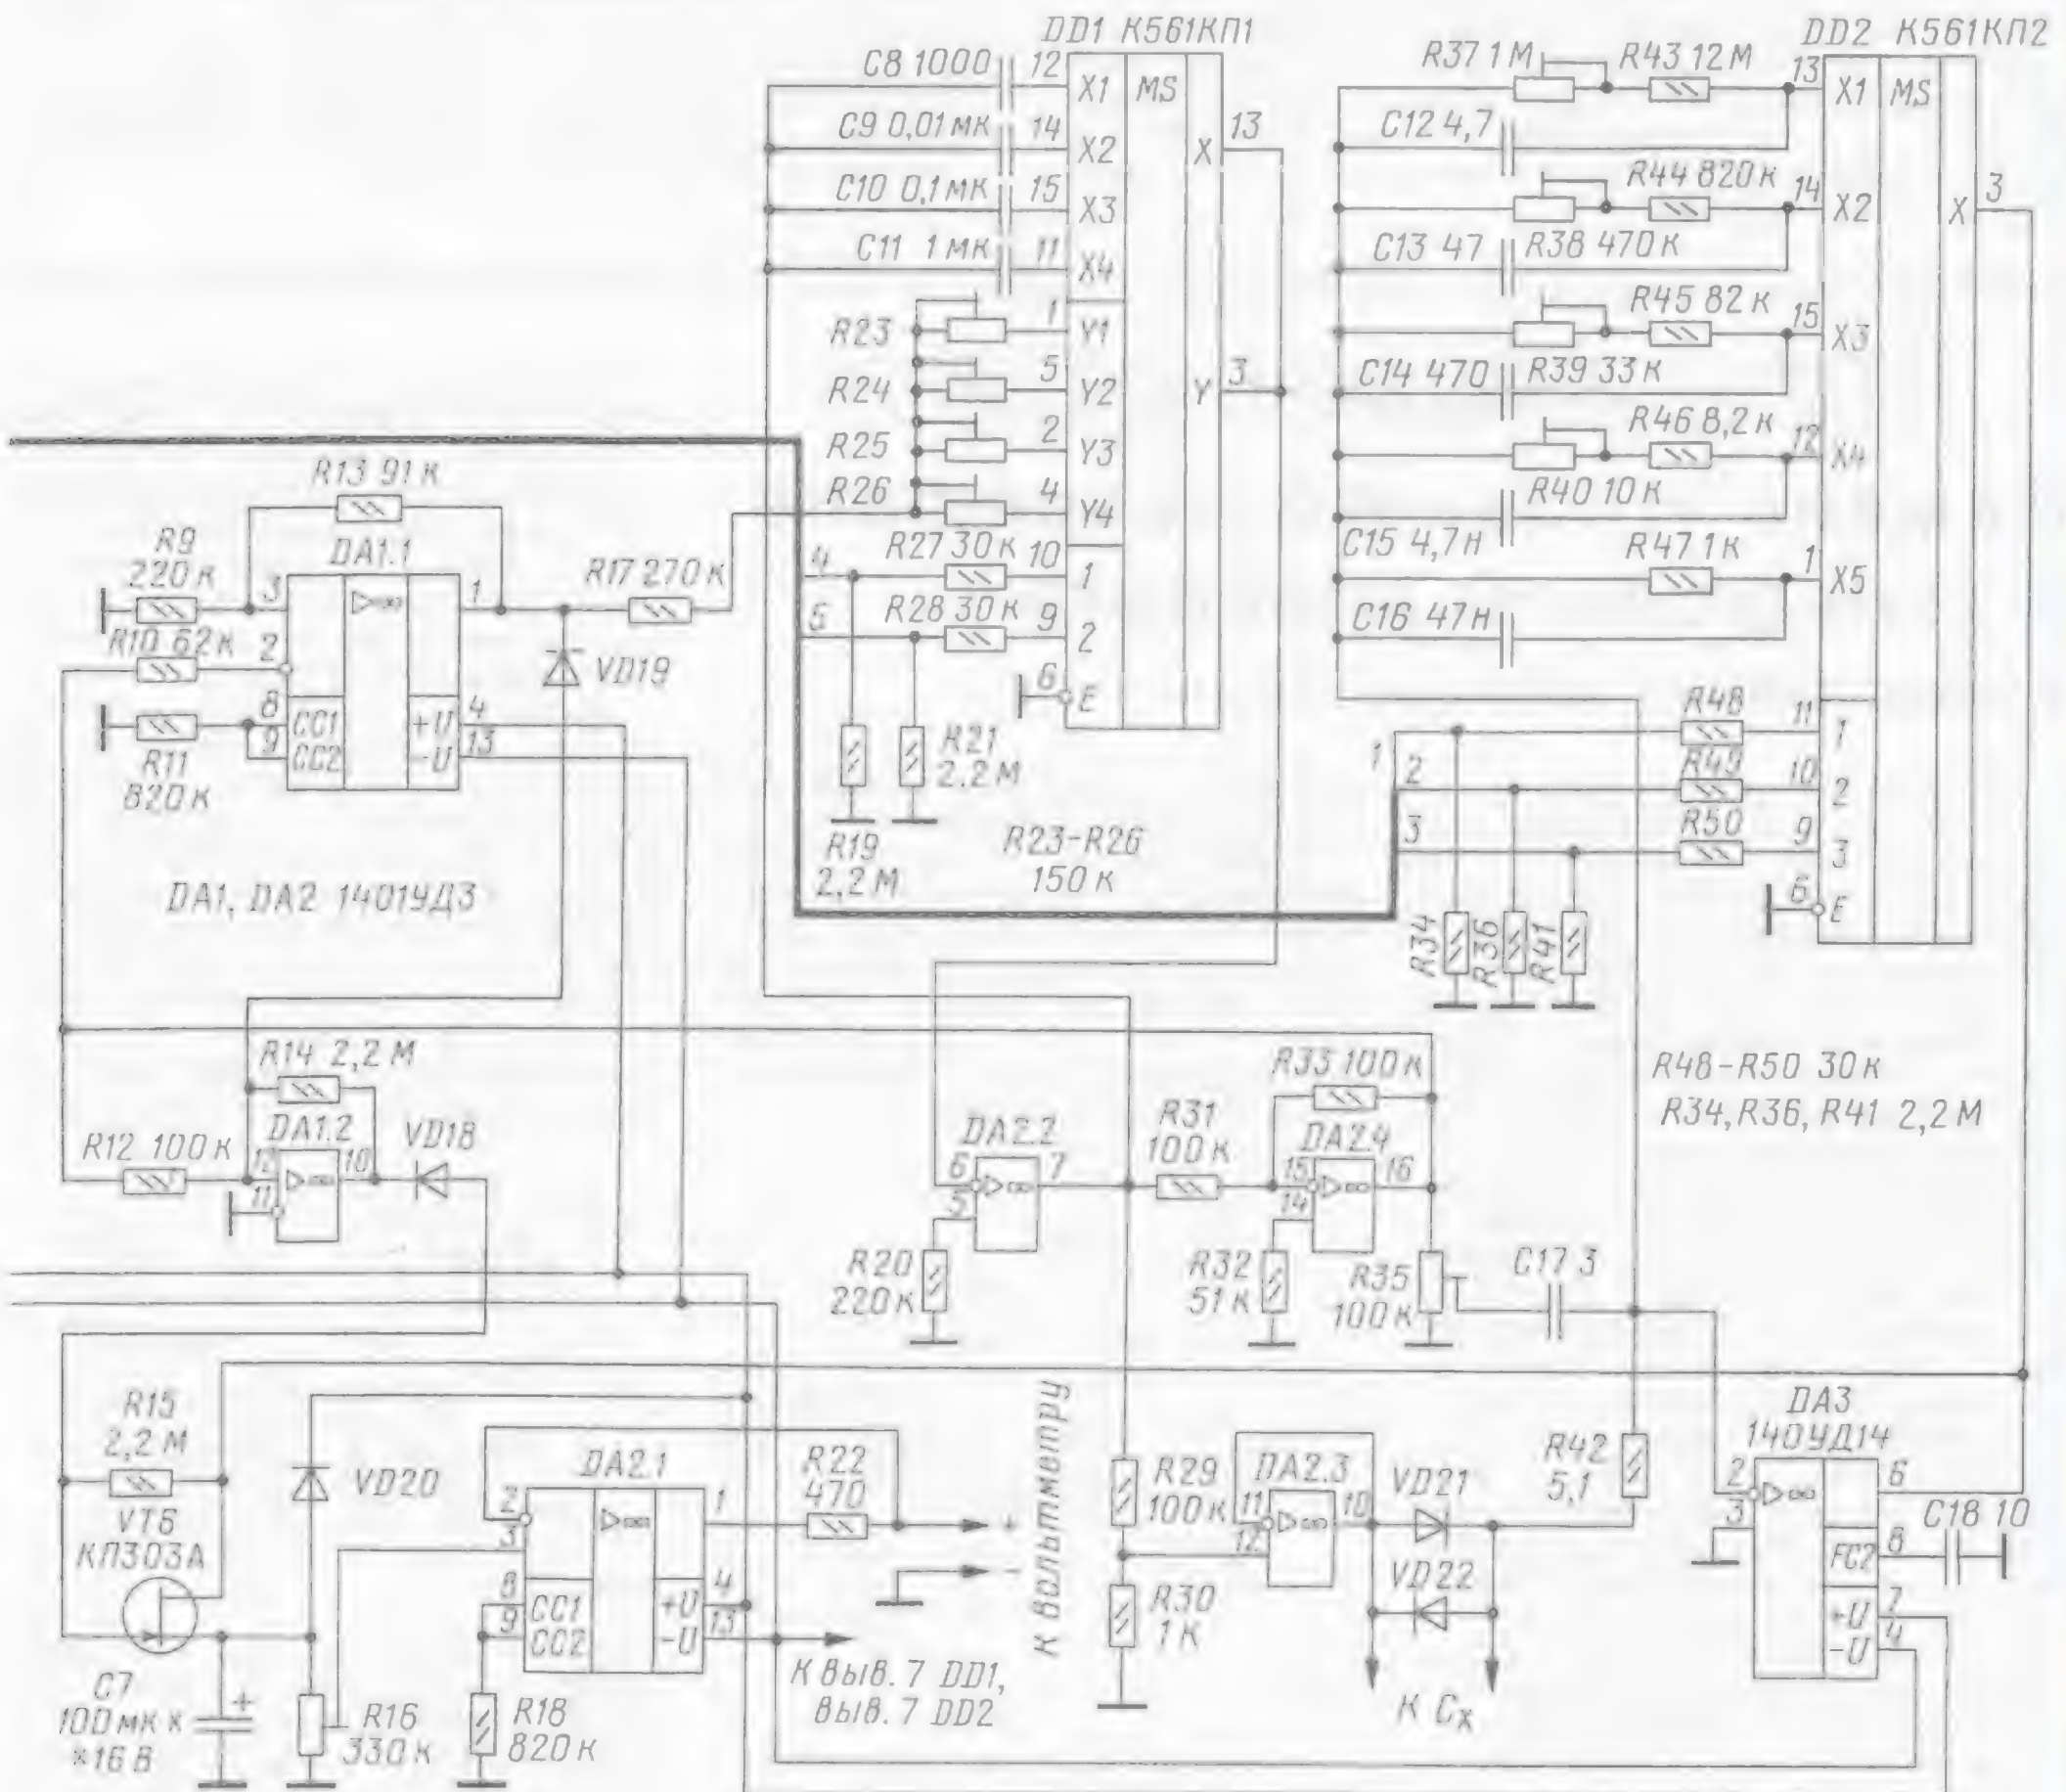 DD1 К561КП1
DD2 К561КП2
C8 1000
12
X1
MS
C9 0,01 мк
14
X2
X
13
C10 0,1 мк
15
X3
C11 1 мк
11
X4
R23
1
Y1
R24
5
Y2
Y
3
R25
2
Y3
R26
4
Y4
4
R27 30 к
10
1
5
R28 30 к
9
2
6
E
R19
2,2 М
R21
2.2 М
R23-R26
150 к
R37 1 М
R43 12 М
13
X1
MS
C12 4,7
R44 820 к
14
X2
X
3
C13 47
R38 470 к
R45 82 к
15
X3
C14 470
R39 33 к
R46 8,2 к
12
X4
R40 10 к
C15 4,7 н
R47 1 к
1
X5
C16 47 н
R48
11
1
1
2
R49
10
2
3
R50
9
3
6
E
R34
R36
R41
R48-R50 30 к
R34, R36, R41 2,2 М
R13 91 к
R9
220 к
DA1.1
3
▷∞
1
R17 270 к
R10 62 к
2
VD19
8
CC1
+U
4
9
CC2
-U
13
R11
820 к
DA1, DA2 1401УД3
R14 2,2 М
R12 100 к
DA1.2
VD18
12
▷∞
10
11
DA2.2
6
▷∞
7
5
R20
220 к
R31
100 к
R33 100 к
DA2.4
15
▷∞
16
14
R32
51 к
R35
100 к
C17 3
R15
2,2 М
VT6
КП303А
VD20
C7
100 мк х
*16 В
+
R16
330 к
DA2.1
2
▷∞
1
3
8
CC1
+U
4
9
CC2
-U
13
R18
820 к
R22
470
+
-
К вольтметру
К выв. 7 DD1,
выв. 7 DD2
R29
100 к
R30
1 к
DA2.3
11
▷∞
10
12
VD21
VD22
К Cx
R42
5,1
DA3
140УД14
2
▷∞
6
3
FC2
8
C18 10
+U
7
-U
4